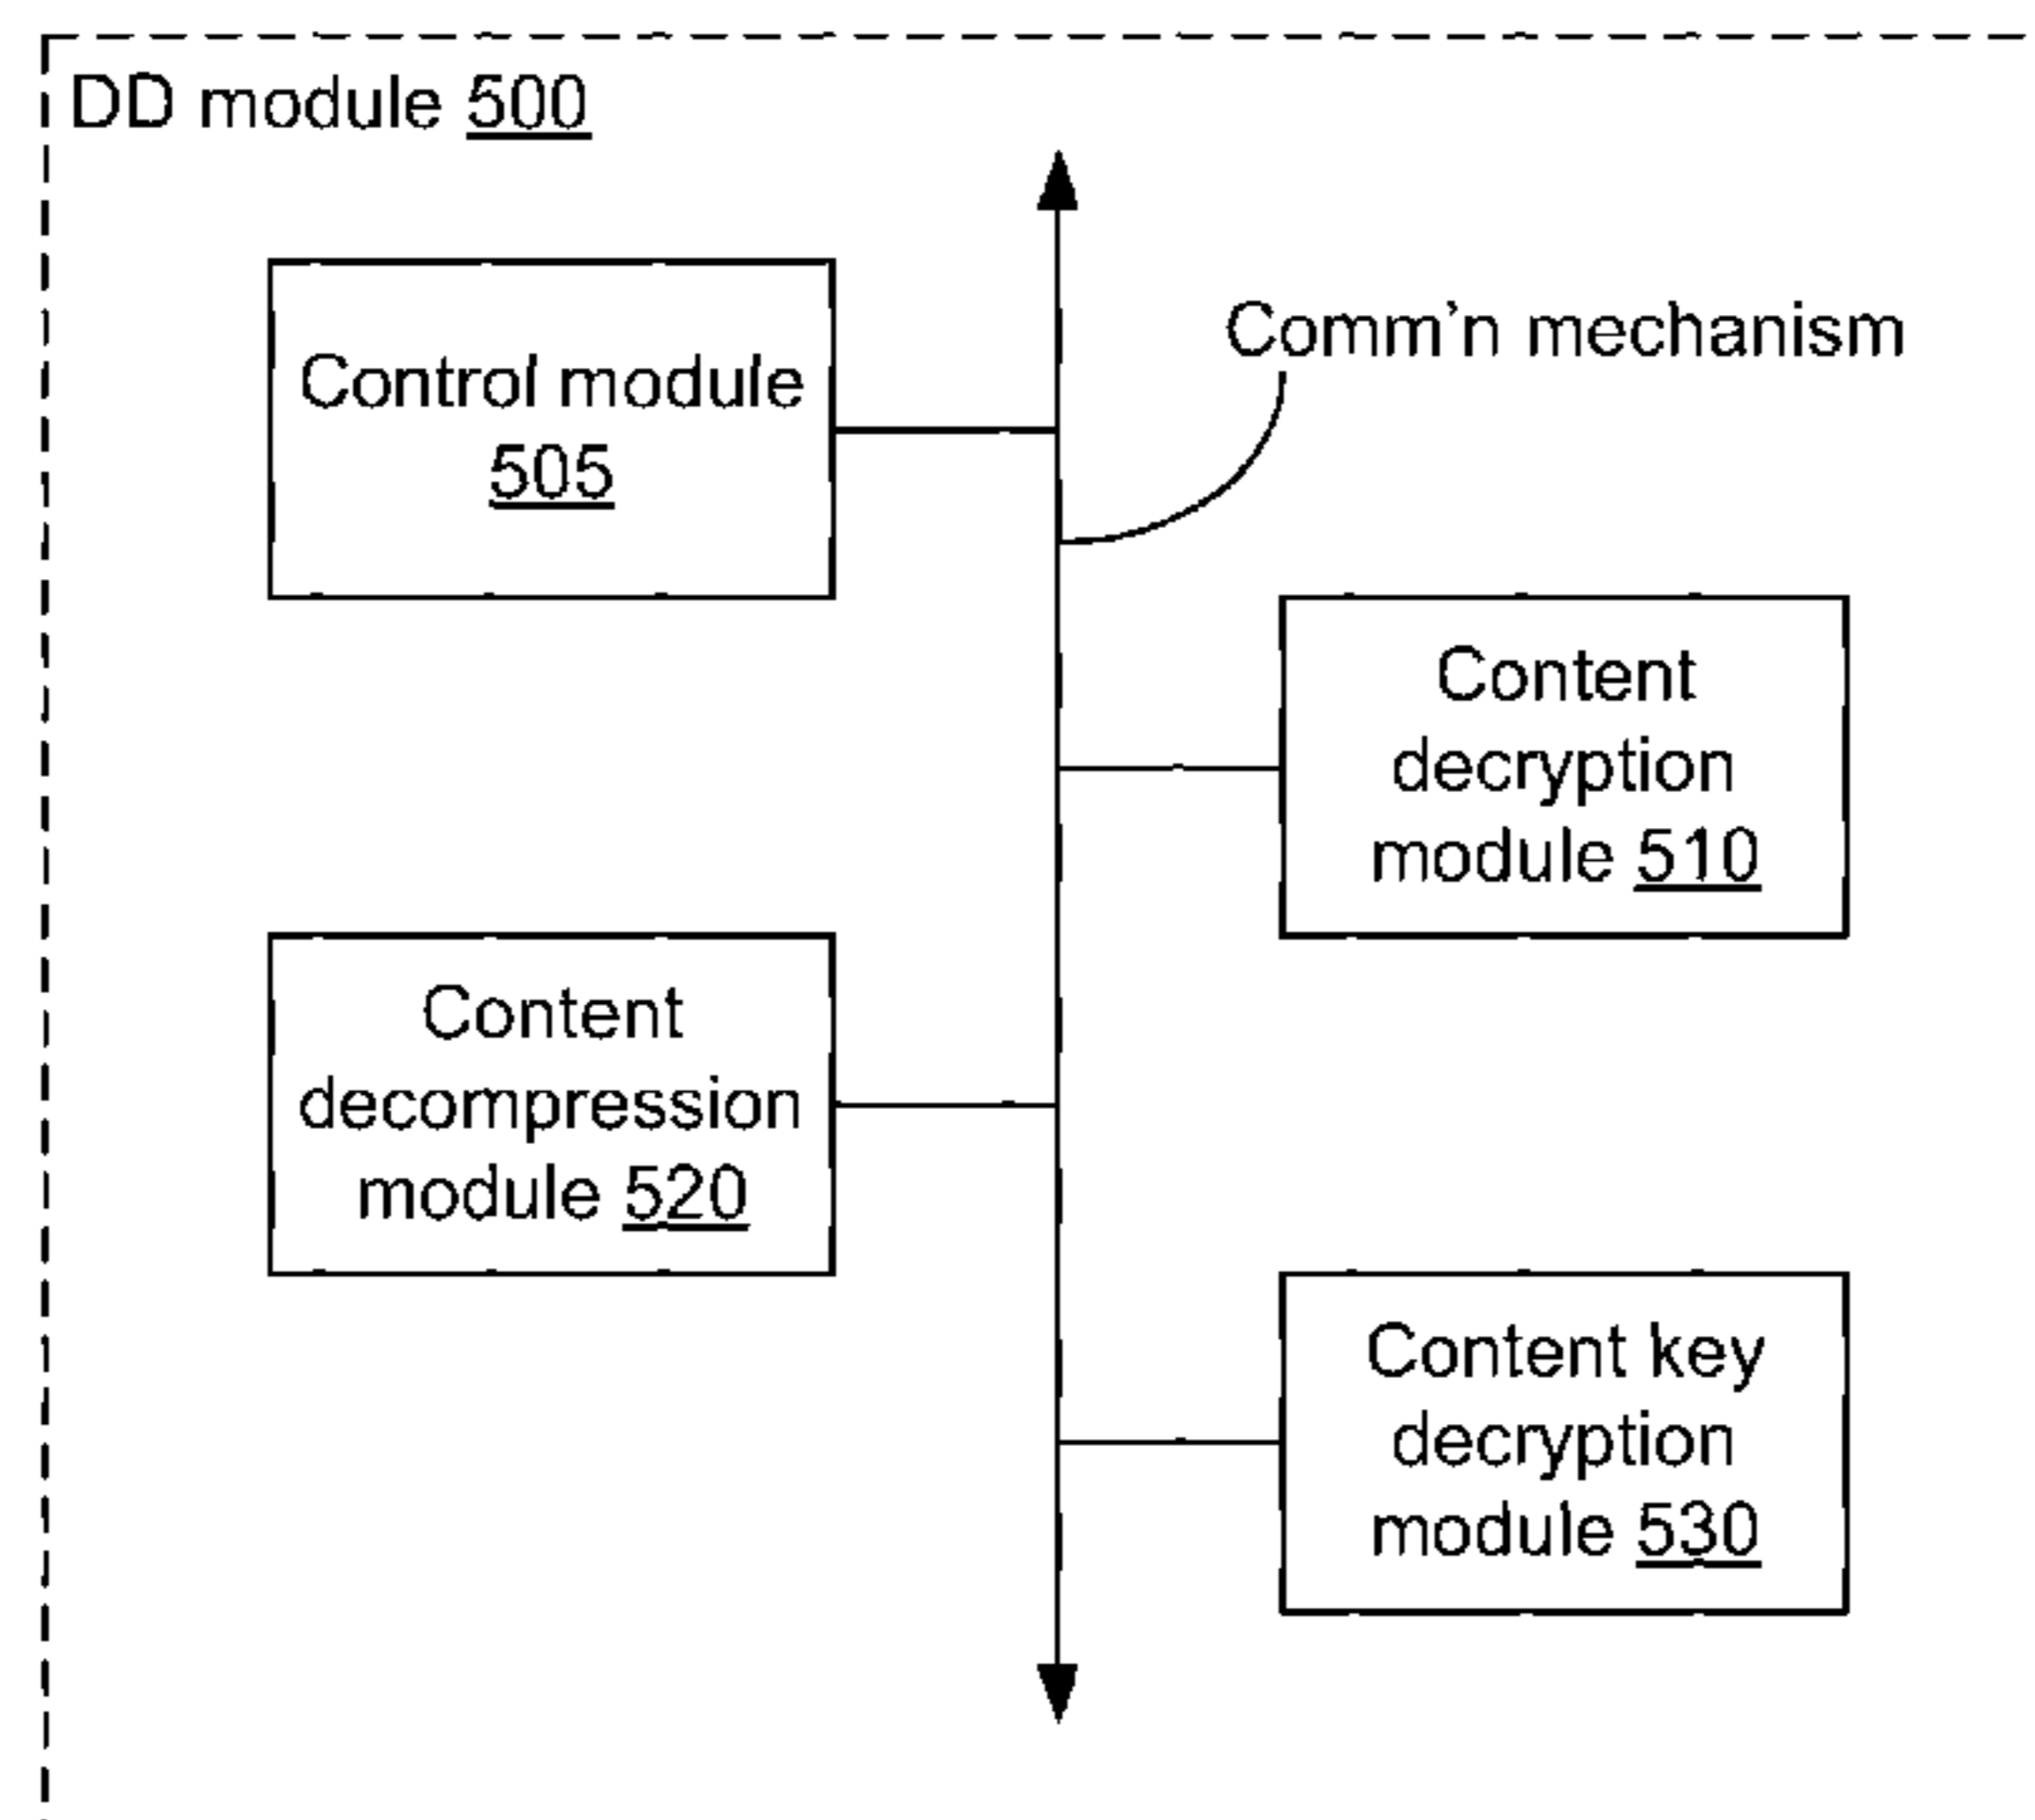 DD module 500
Control module
505
Comm’n mechanism
Content
decryption
module 510
Content
decompression
module 520
Content key
decryption
module 530